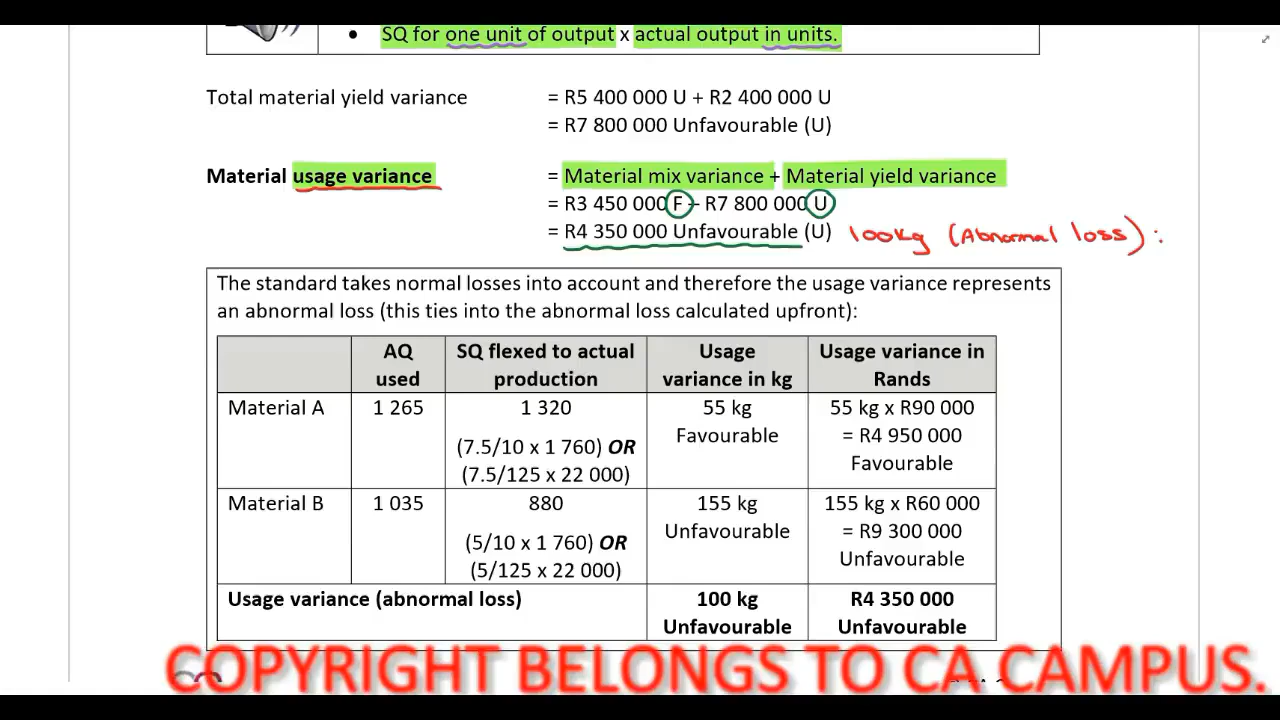 • SQ for one unit of output x actual output in units.
Total material yield variance = R5 400 000 U + R2 400 000 U
= R7 800 000 Unfavourable (U)
Material usage variance = Material mix variance + Material yield variance
= R3 450 000 F – R7 800 000 U
= R4 350 000 Unfavourable (U) 100kg (Abnormal loss) :
The standard takes normal losses into account and therefore the usage variance represents
an abnormal loss (this ties into the abnormal loss calculated upfront):
AQ SQ flexed to actual Usage Usage variance in
used production variance in kg Rands
Material A 1 265 1 320 55 kg 55 kg x R90 000
Favourable = R4 950 000
(7.5/10 x 1 760) OR Favourable
(7.5/125 x 22 000)
Material B 1 035 880 155 kg 155 kg x R60 000
Unfavourable = R9 300 000
(5/10 x 1 760) OR Unfavourable
(5/125 x 22 000)
Usage variance (abnormal loss) 100 kg R4 350 000
Unfavourable Unfavourable
COPYRIGHT BELONGS TO CA CAMPUS.